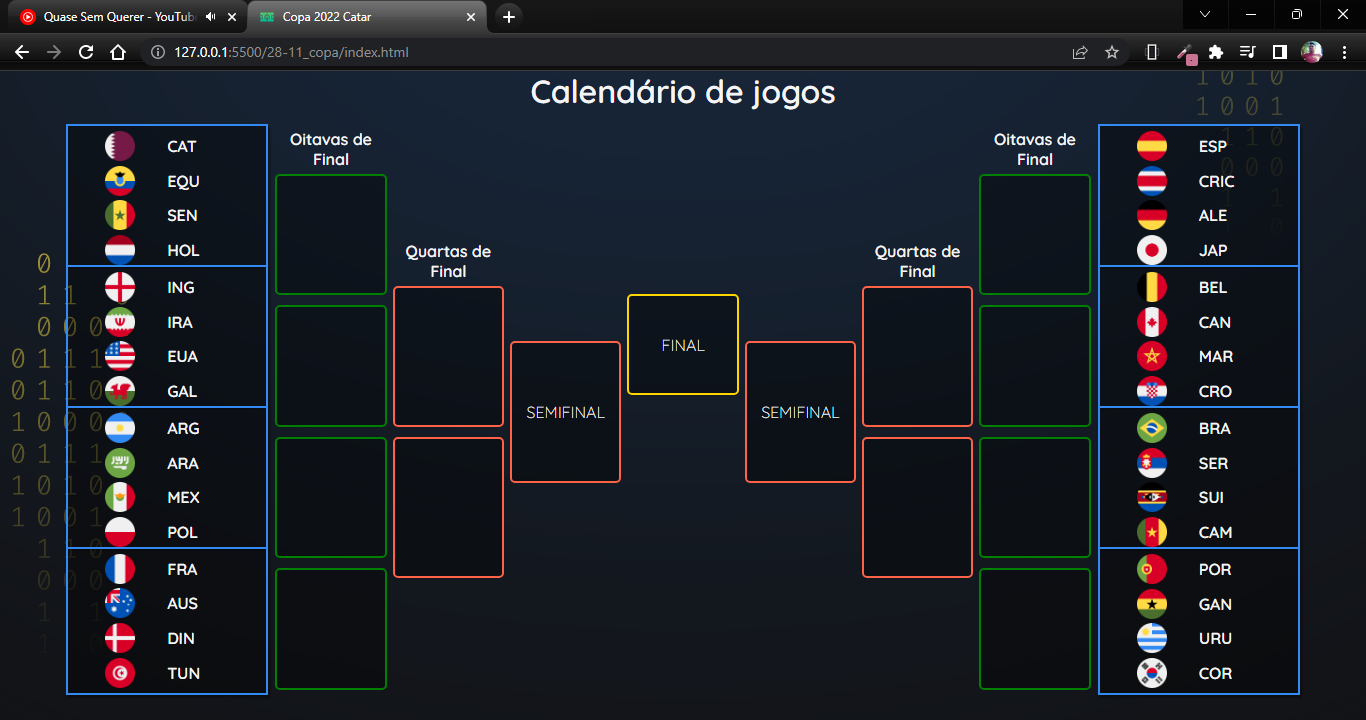 Quase Sem Querer - YouTub
Copa 2022 Catar
127.0.0.1:5500/28-11_copa/index.html
Calendário de jogos
CAT
EQU
SEN
HOL
ING
IRA
EUA
GAL
ARG
ARA
MEX
POL
FRA
AUS
DIN
TUN
Oitavas de
Final
Quartas de
Final
SEMIFINAL
FINAL
SEMIFINAL
Quartas de
Final
Oitavas de
Final
ESP
CRIC
ALE
JAP
BEL
CAN
MAR
CRO
BRA
SER
SUI
CAM
POR
GAN
URU
COR